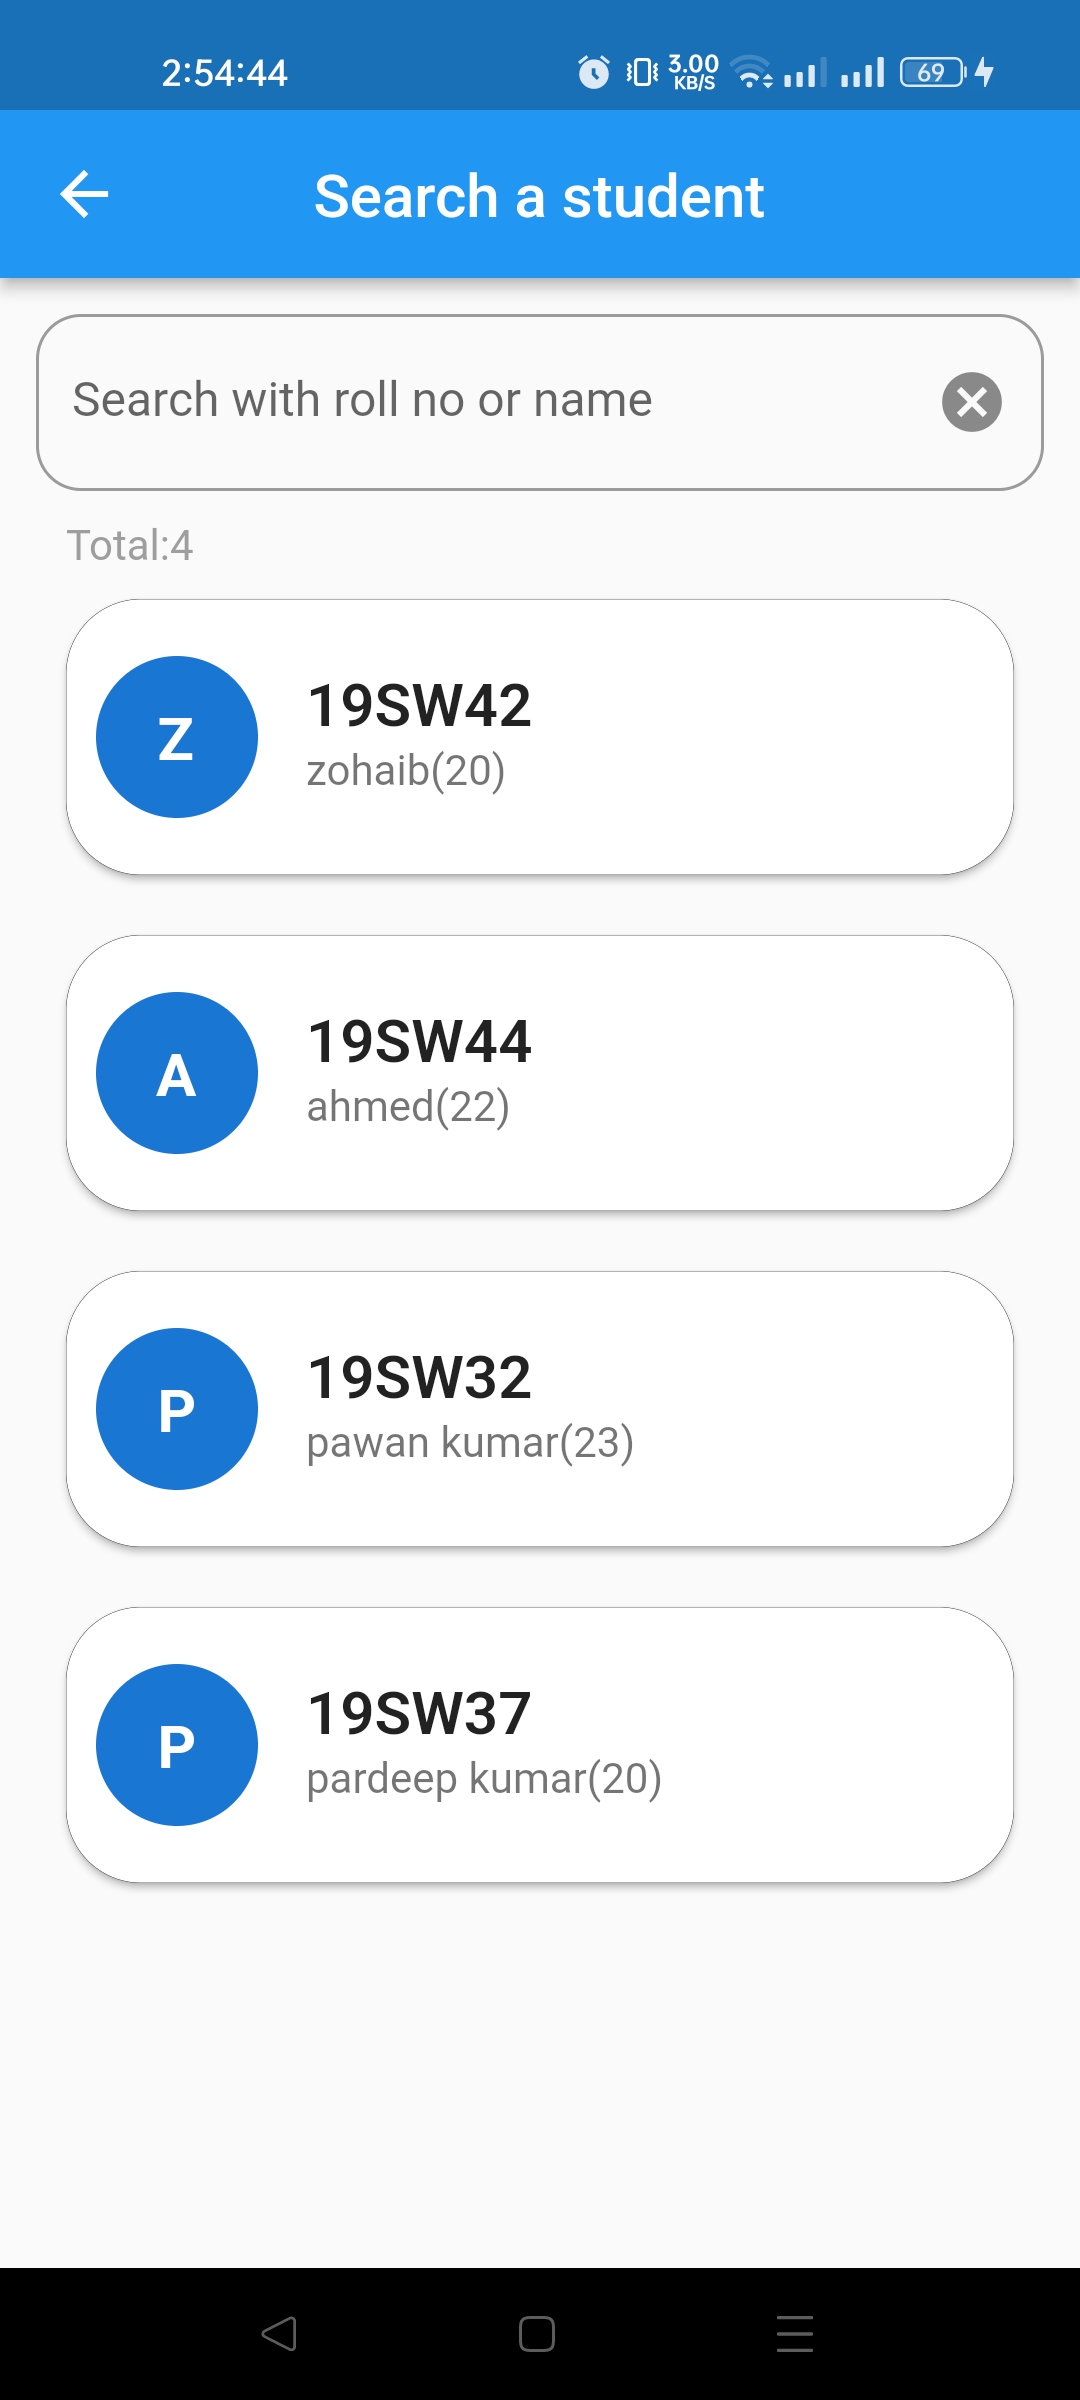 2:54:44
3.00
KB/S
69
Search a student
Search with roll no or name
Total:4
Z
19SW42
zohaib(20)
A
19SW44
ahmed(22)
P
19SW32
pawan kumar(23)
P
19SW37
pardeep kumar(20)